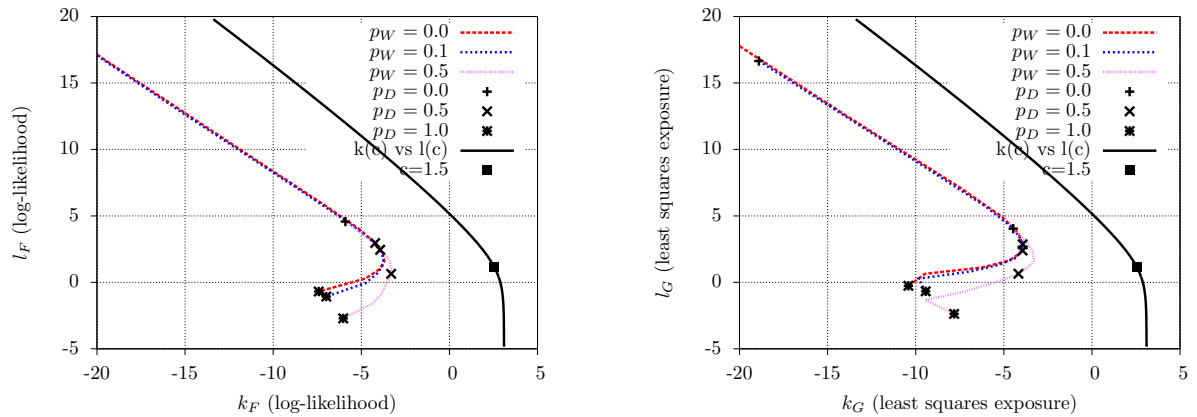 20
15
10
5
0
-5
-20
-15
-10
-5
0
5
l_F (log-likelihood)
k_F (log-likelihood)
p_W = 0.0
p_W = 0.1
p_W = 0.5
p_D = 0.0
p_D = 0.5
p_D = 1.0
k(c) vs l(c)
c=1.5
20
15
10
5
0
-5
-20
-15
-10
-5
0
5
l_G (least squares exposure)
k_G (least squares exposure)
p_W = 0.0
p_W = 0.1
p_W = 0.5
p_D = 0.0
p_D = 0.5
p_D = 1.0
k(c) vs l(c)
c=1.5